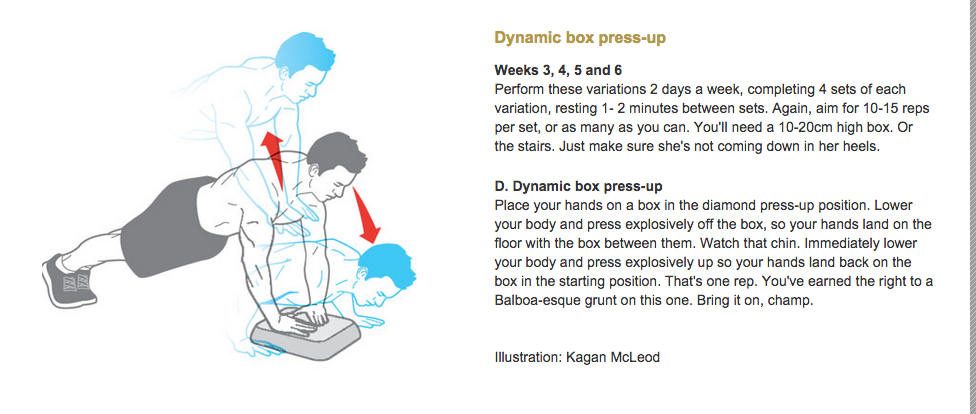 Dynamic box press-up
Weeks 3, 4, 5 and 6
Perform these variations 2 days a week, completing 4 sets of each
variation, resting 1- 2 minutes between sets. Again, aim for 10-15 reps
per set, or as many as you can. You'll need a 10-20cm high box. Or
the stairs. Just make sure she's not coming down in her heels.
D. Dynamic box press-up
Place your hands on a box in the diamond press-up position. Lower
your body and press explosively off the box, so your hands land on the
floor with the box between them. Watch that chin. Immediately lower
your body and press explosively up so your hands land back on the
box in the starting position. That's one rep. You've earned the right to a
Balboa-esque grunt on this one. Bring it on, champ.
Illustration: Kagan McLeod